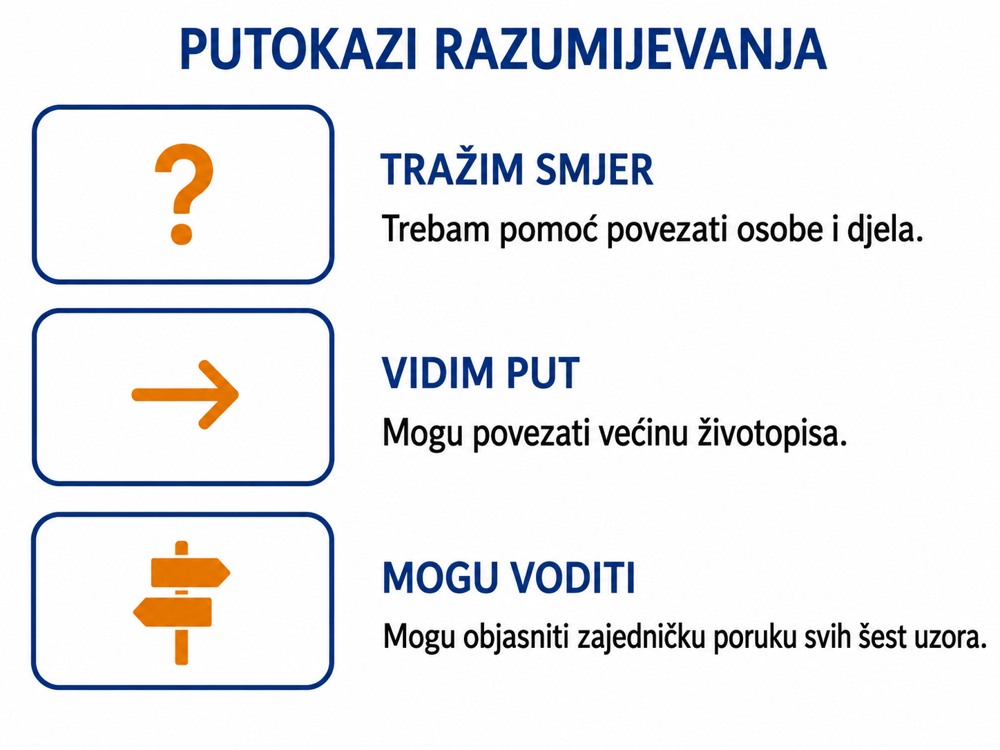 PUTOKAZI RAZUMIJEVANJA
TRAŽIM SMJER
Trebam pomoć povezati osobe i djela.
VIDIM PUT
Mogu povezati većinu životopisa.
MOGU VODITI
Mogu objasniti zajedničku poruku svih šest uzora.